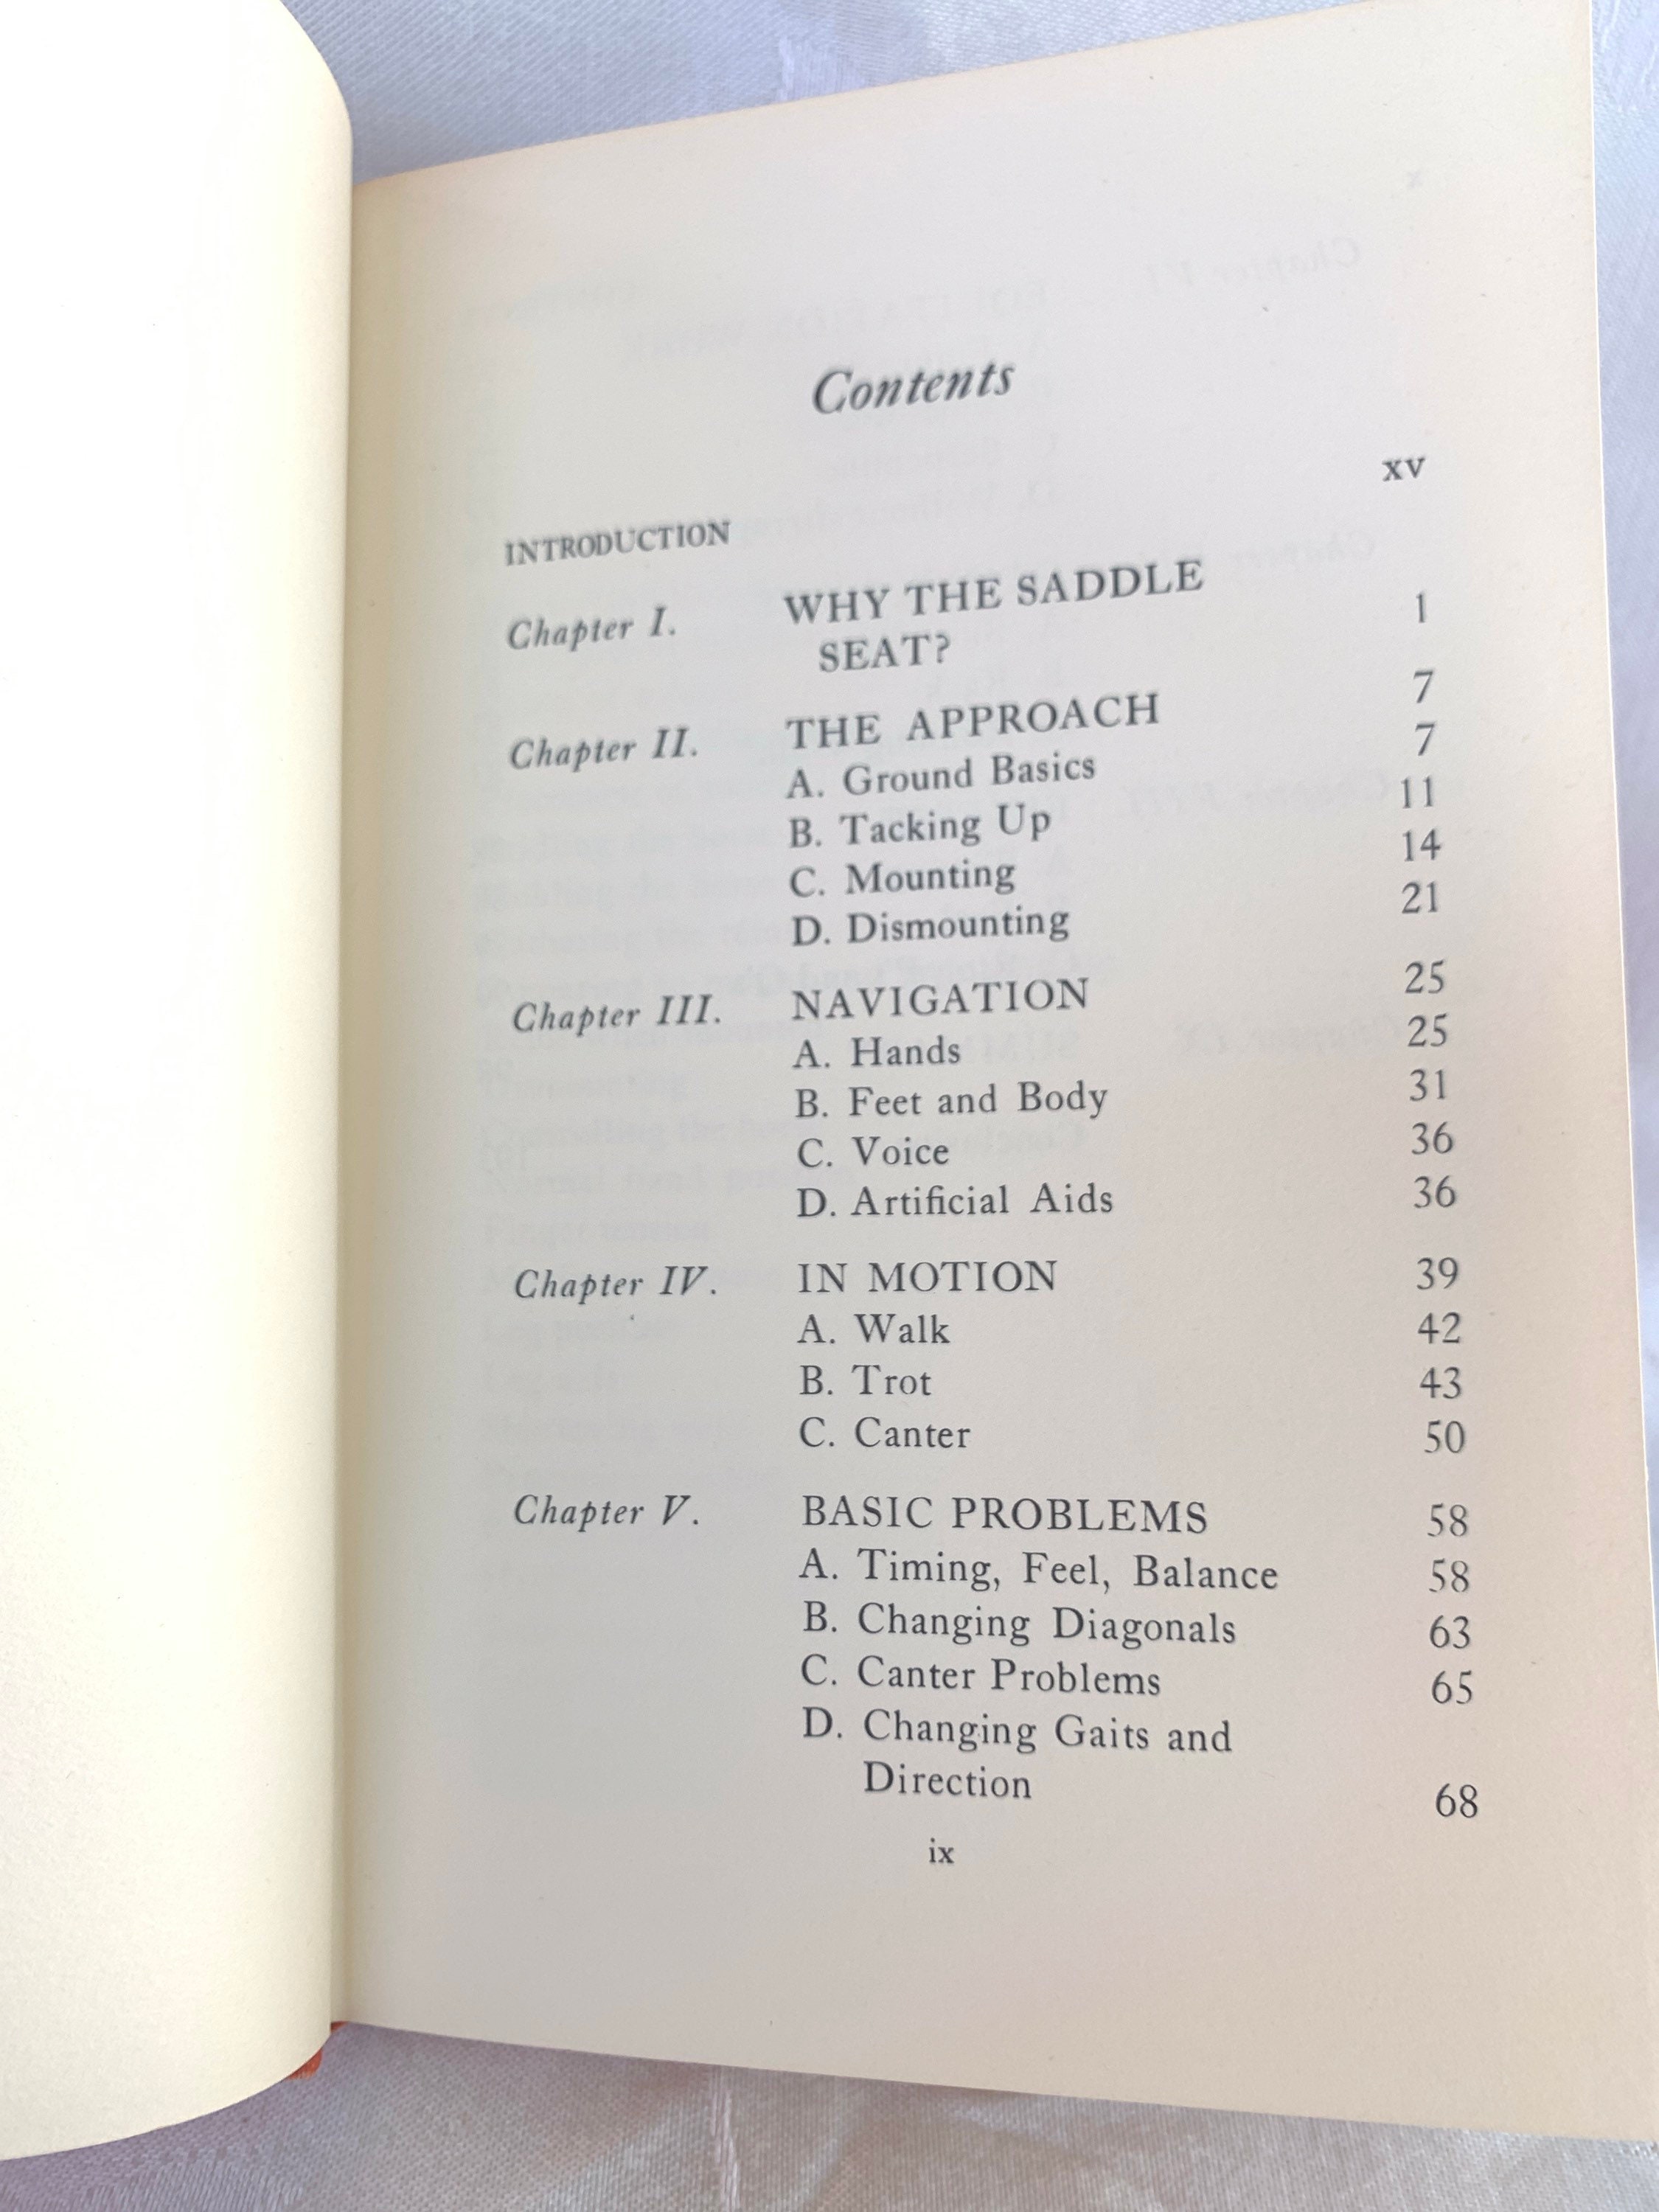 Contents
INTRODUCTION xv
Chapter I. WHY THE SADDLE
SEAT? 1
Chapter II. THE APPROACH 7
A. Ground Basics 7
B. Tacking Up 11
C. Mounting 14
D. Dismounting 21
Chapter III. NAVIGATION 25
A. Hands 25
B. Feet and Body 31
C. Voice 36
D. Artificial Aids 36
Chapter IV. IN MOTION 39
A. Walk 42
B. Trot 43
C. Canter 50
Chapter V. BASIC PROBLEMS 58
A. Timing, Feel, Balance 58
B. Changing Diagonals 63
C. Canter Problems 65
D. Changing Gaits and
Direction 68
ix